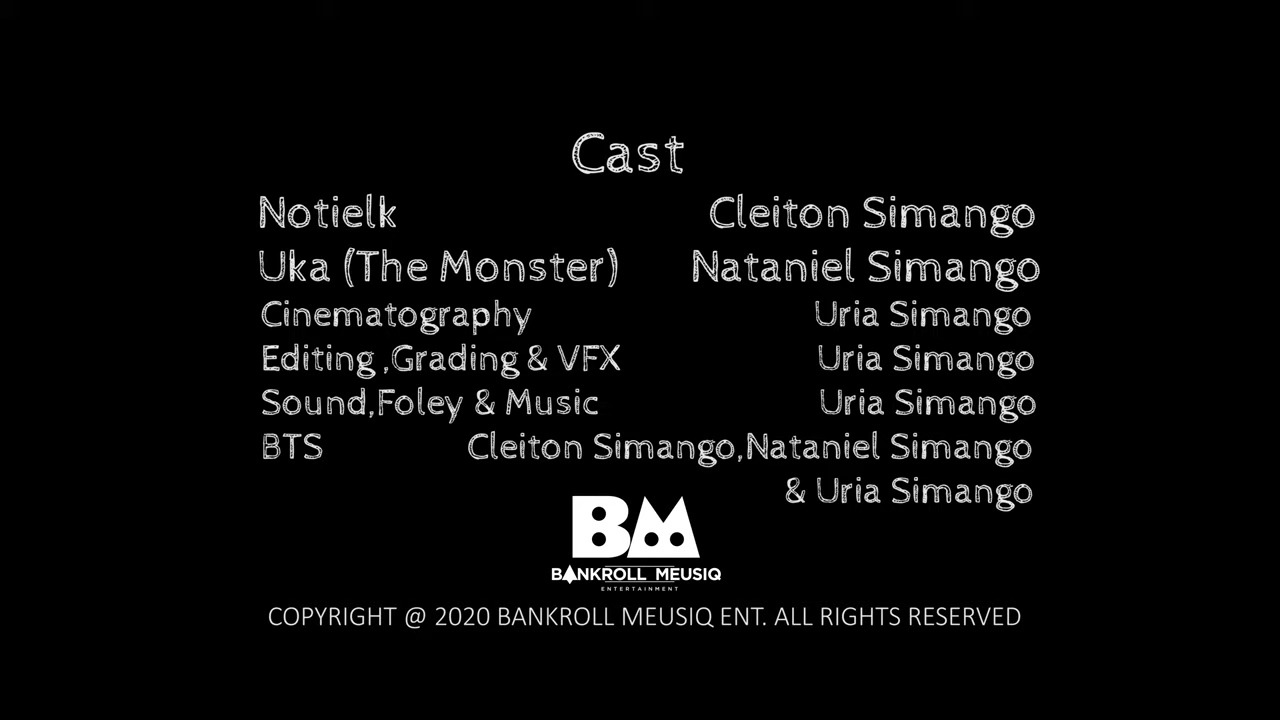 Cast
Notielk Cleiton Simango
Uka (The Monster) Nataniel Simango
Cinematography Uria Simango
Editing ,Grading & VFX Uria Simango
Sound,Foley & Music Uria Simango
BTS Cleiton Simango,Nataniel Simango
& Uria Simango
BM
BANKROLL MEUSIQ
ENTERTAINMENT
COPYRIGHT @ 2020 BANKROLL MEUSIQ ENT. ALL RIGHTS RESERVED